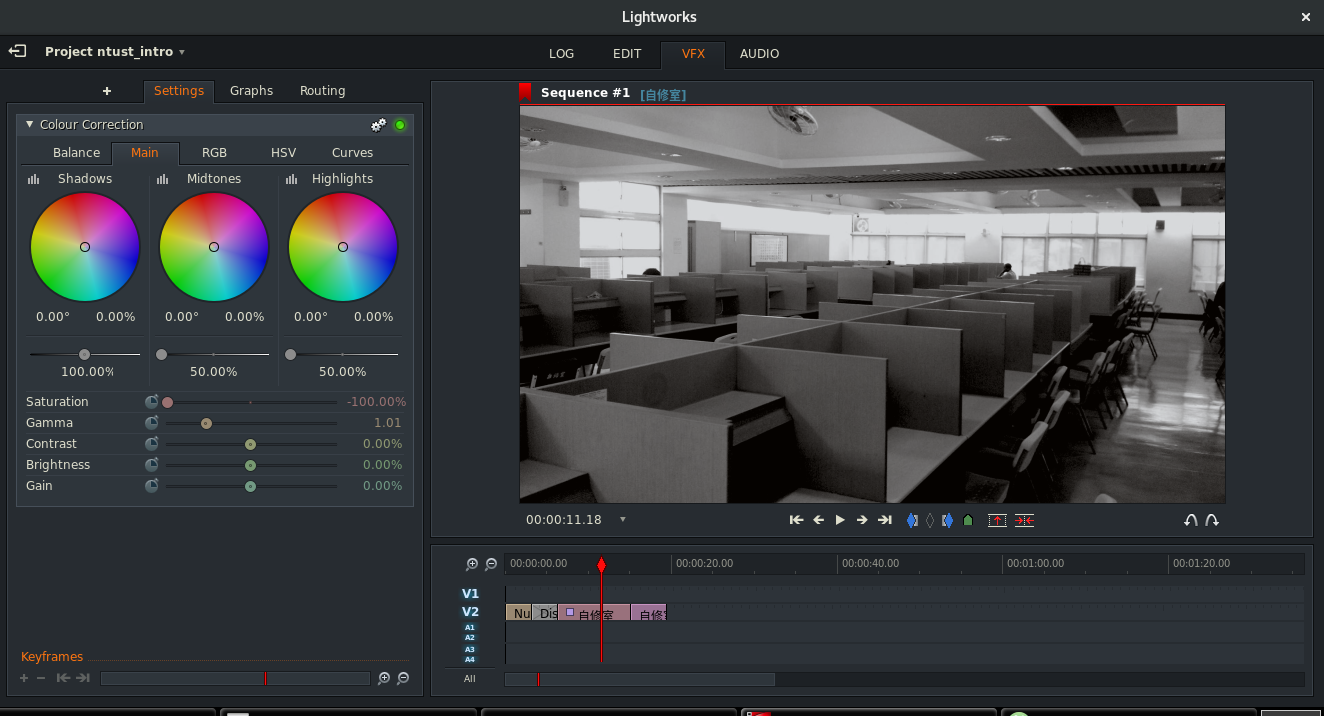 Lightworks
Project ntust_intro
LOG EDIT VFX AUDIO
+ Settings Graphs Routing
Colour Correction
Balance Main RGB HSV Curves
Shadows Midtones Highlights
0.00° 0.00% 0.00° 0.00% 0.00° 0.00%
100.00% 50.00% 50.00%
Saturation -100.00%
Gamma 1.01
Contrast 0.00%
Brightness 0.00%
Gain 0.00%
Keyframes
Sequence #1 [自修室]
00:00:11.18
00:00:00.00 00:00:20.00 00:00:40.00 00:01:00.00 00:01:20.00
V1
V2 Nu Dis 自修室 自修
A1
A2
A3
A4
All